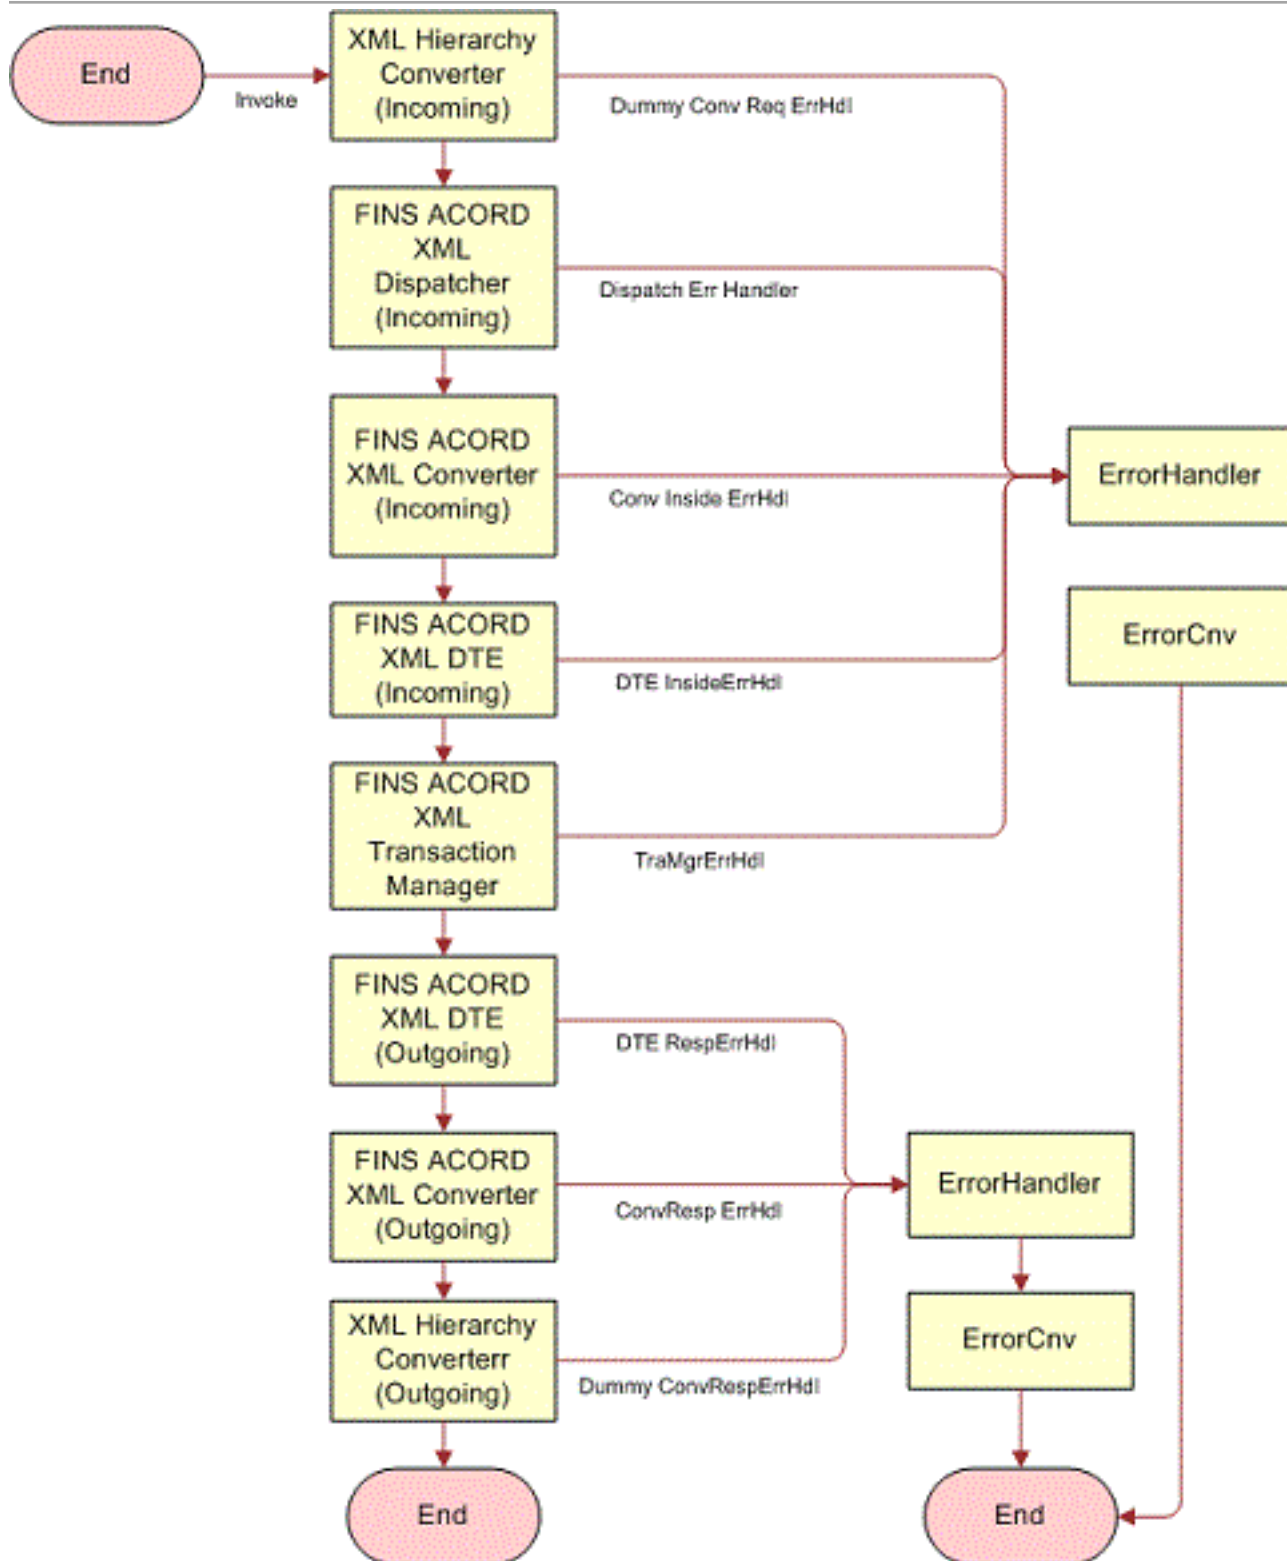 End
Invoke
XML Hierarchy
Converter
(Incoming)
Dummy Conv Req ErrHdl
FINS ACORD
XML
Dispatcher
(Incoming)
Dispatch Err Handler
FINS ACORD
XML Converter
(Incoming)
Conv Inside ErrHdl
ErrorHandler
ErrorCnv
FINS ACORD
XML DTE
(Incoming)
DTE InsideErrHdl
FINS ACORD
XML
Transaction
Manager
TraMgrErrHdl
FINS ACORD
XML DTE
(Outgoing)
DTE RespErrHdl
FINS ACORD
XML Converter
(Outgoing)
ConvResp ErrHdl
ErrorHandler
XML Hierarchy
Converterr
(Outgoing)
Dummy ConvRespErrHdl
ErrorCnv
End
End